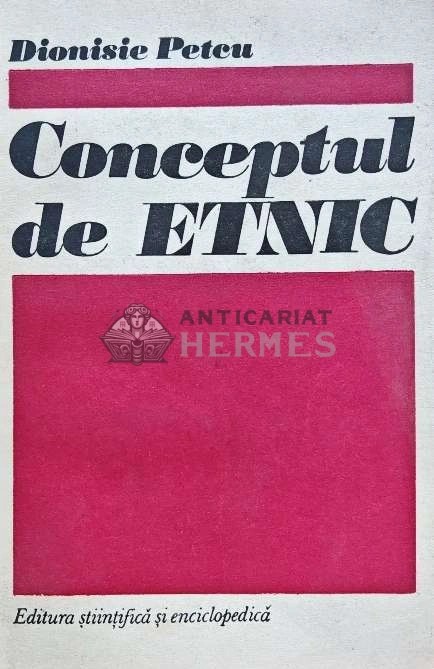 Dionisie Petcu
Conceptul
de ETNIC
ANTICARIAT
HERMES
Editura științifică și enciclopedică